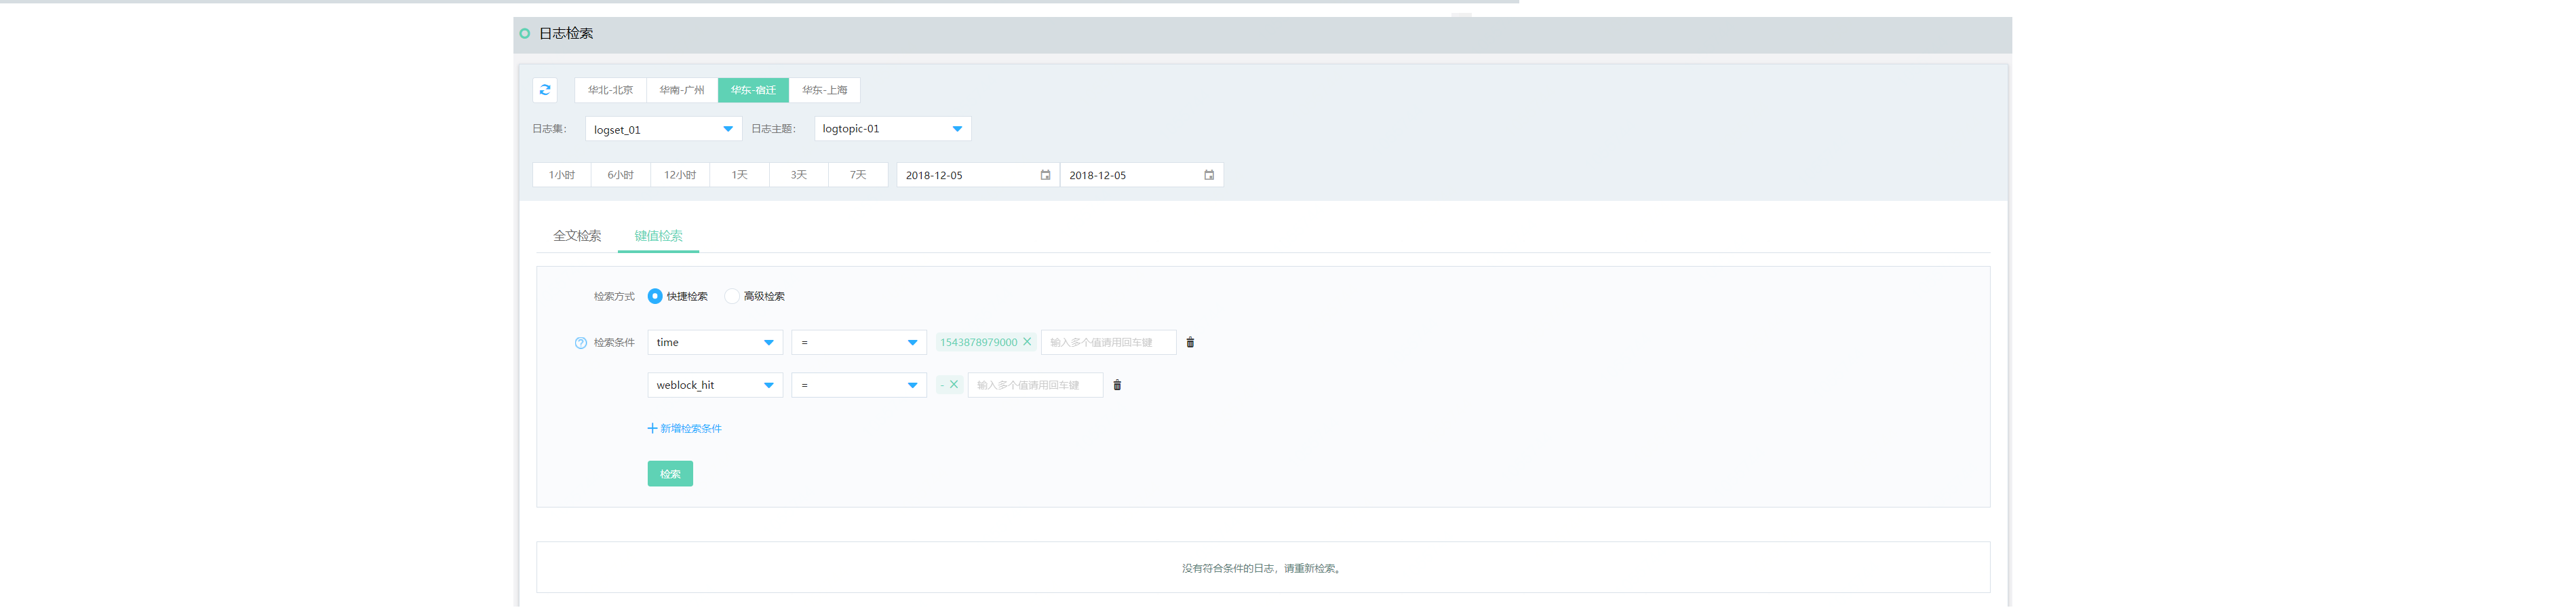 日志检索
华北-北京 华南-广州 华东-宿迁 华东-上海
日志集: logset_01 日志主题: logtopic-01
1小时 6小时 12小时 1天 3天 7天 2018-12-05 2018-12-05
全文检索 键值检索
检索方式 快捷检索 高级检索
? 检索条件 time = 1543878979000 × 输入多个值请用回车键
weblock_hit = - × 输入多个值请用回车键
+ 新增检索条件
检索
没有符合条件的日志，请重新检索。